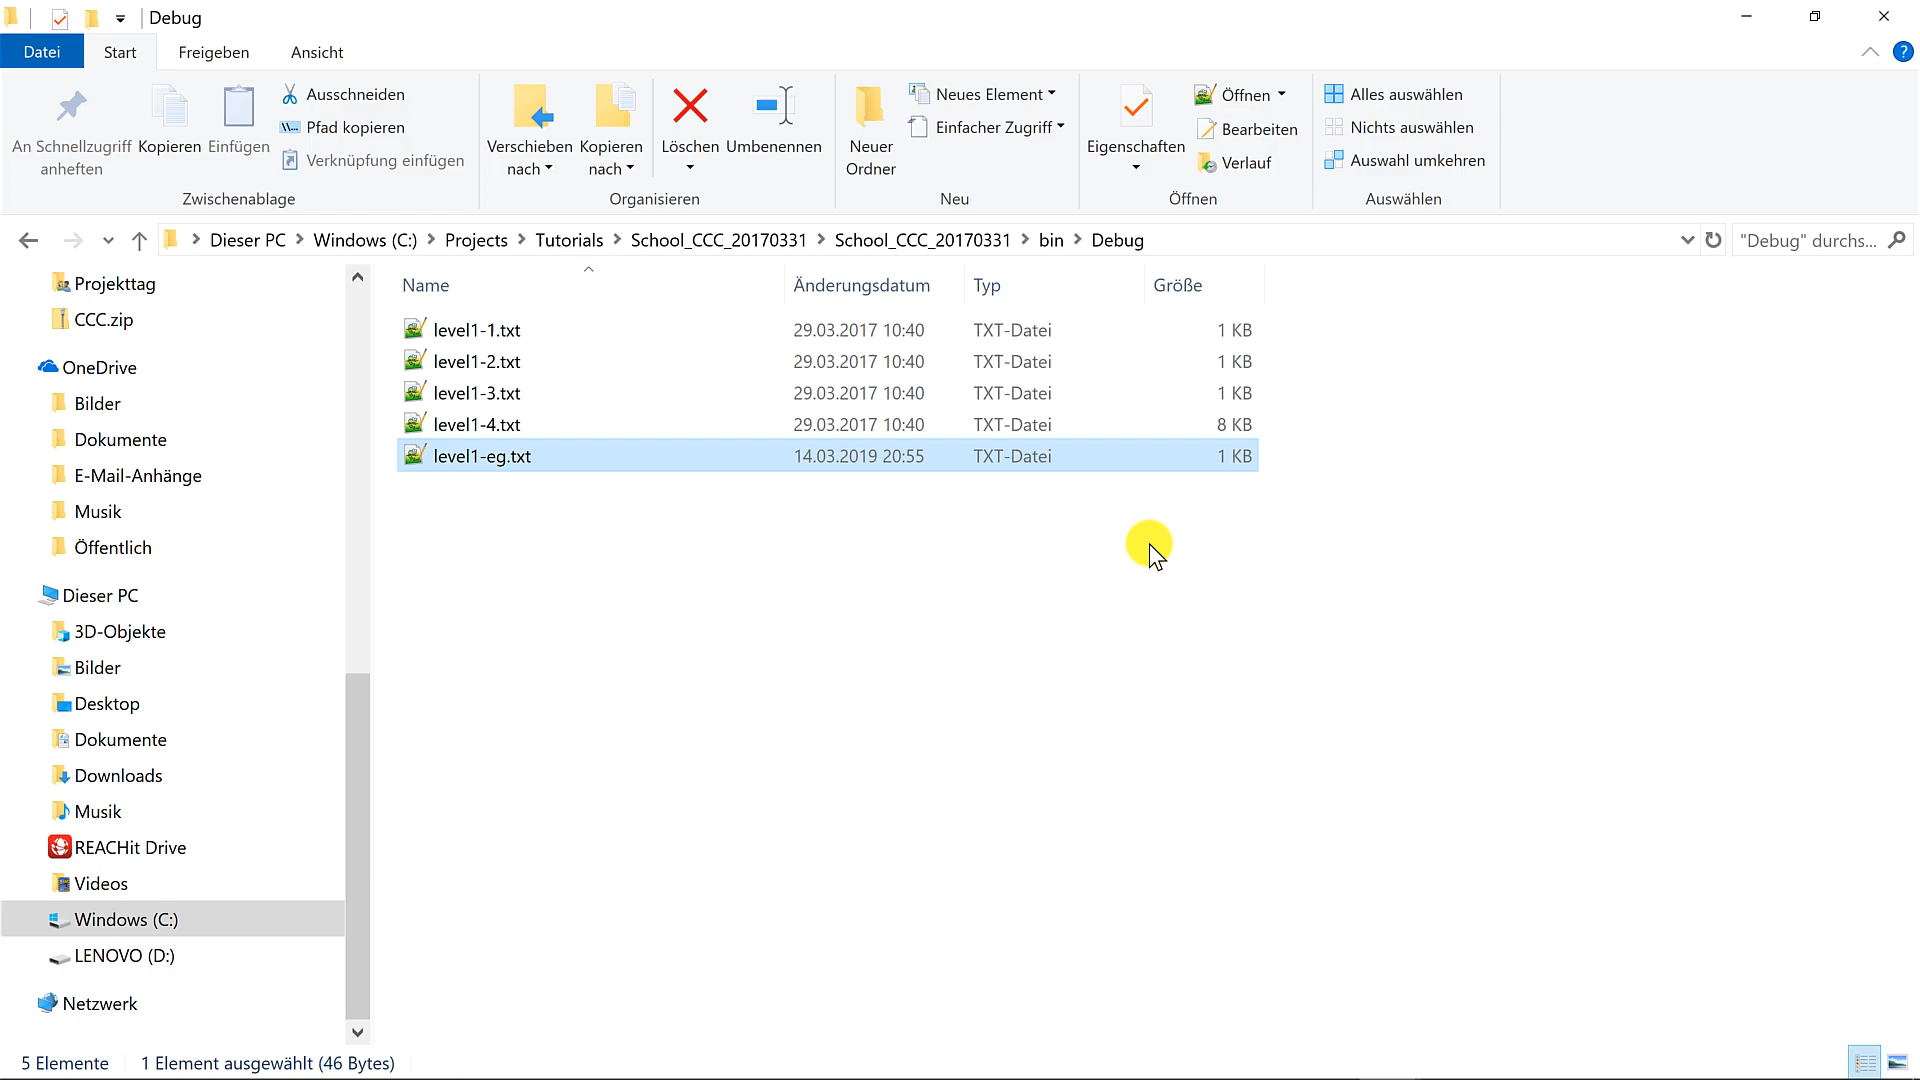 Debug
Datei Start Freigeben Ansicht ?
An Schnellzugriff anheften
Kopieren
Einfügen
Ausschneiden
Pfad kopieren
Verknüpfung einfügen
Zwischenablage
Verschieben nach
Kopieren nach
Löschen
Umbenennen
Organisieren
Neuer Ordner
Neues Element
Einfacher Zugriff
Neu
Eigenschaften
Öffnen
Bearbeiten
Verlauf
Öffnen
Alles auswählen
Nichts auswählen
Auswahl umkehren
Auswählen
Dieser PC Windows (C:) Projects Tutorials School_CCC_20170331 School_CCC_20170331 bin Debug
"Debug" durchs...
Projekttag
CCC.zip
OneDrive
Bilder
Dokumente
E-Mail-Anhänge
Musik
Öffentlich
Dieser PC
3D-Objekte
Bilder
Desktop
Dokumente
Downloads
Musik
REACHit Drive
Videos
Windows (C:)
LENOVO (D:)
Netzwerk
Name Änderungsdatum Typ Größe
level1-1.txt 29.03.2017 10:40 TXT-Datei 1 KB
level1-2.txt 29.03.2017 10:40 TXT-Datei 1 KB
level1-3.txt 29.03.2017 10:40 TXT-Datei 1 KB
level1-4.txt 29.03.2017 10:40 TXT-Datei 8 KB
level1-eg.txt 14.03.2019 20:55 TXT-Datei 1 KB
5 Elemente 1 Element ausgewählt (46 Bytes)